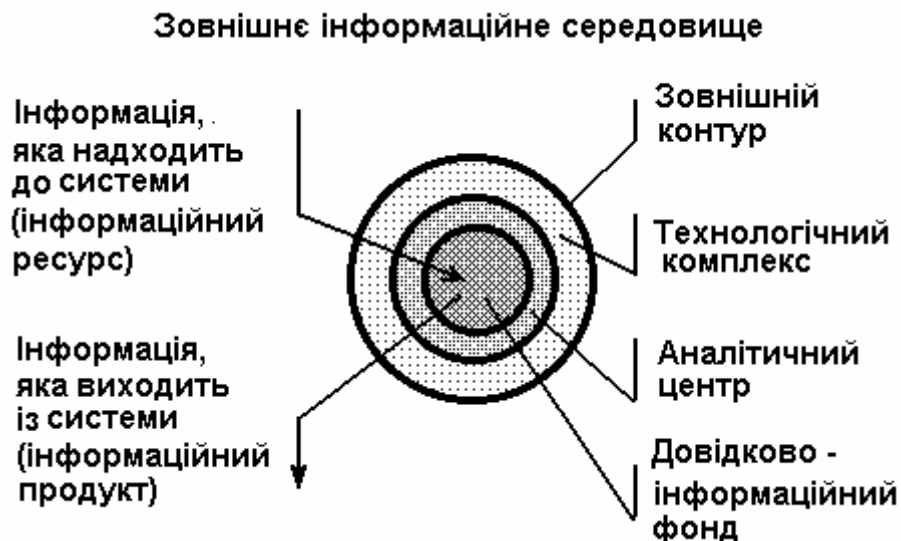 Зовнішнє інформаційне середовище
Інформація,
яка надходить
до системи
(інформаційний
ресурс)
Інформація,
яка виходить
із системи
(інформаційний
продукт)
Зовнішній
контур
Технологічний
комплекс
Аналітичний
центр
Довідково -
інформаційний
фонд